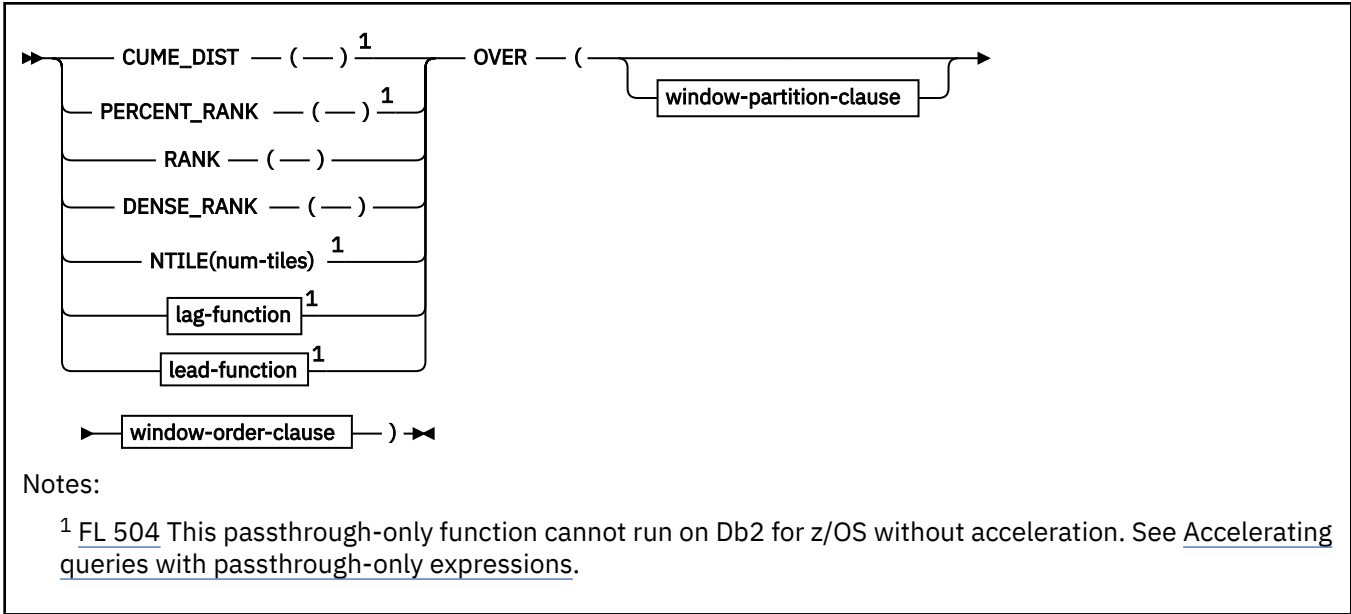 CUME_DIST ( ) 1 OVER (
window-partition-clause
PERCENT_RANK ( ) 1
RANK ( )
DENSE_RANK ( )
NTILE(num-tiles) 1
lag-function 1
lead-function 1
window-order-clause )
Notes:
1 FL 504 This passthrough-only function cannot run on Db2 for z/OS without acceleration. See Accelerating
queries with passthrough-only expressions.